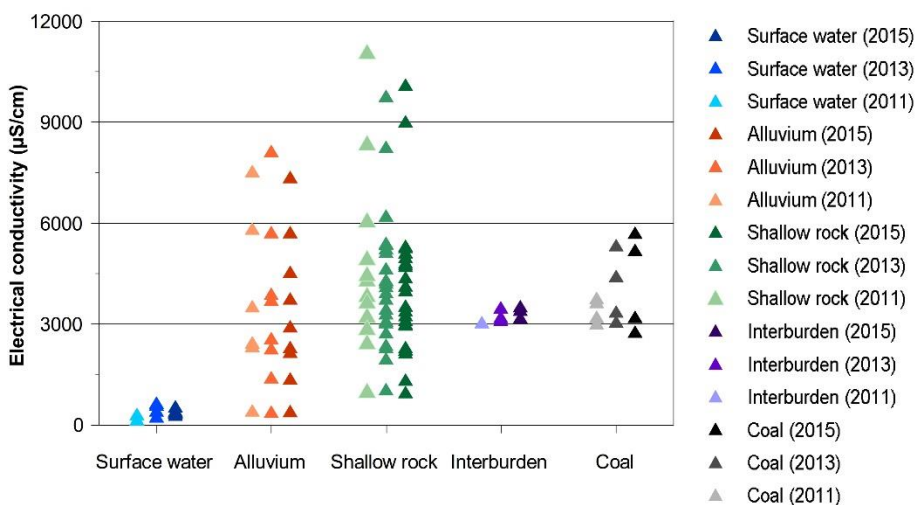 12000
9000
6000
3000
0
Electrical conductivity (µS/cm)
Surface water
Alluvium
Shallow rock
Interburden
Coal
Surface water (2015)
Surface water (2013)
Surface water (2011)
Alluvium (2015)
Alluvium (2013)
Alluvium (2011)
Shallow rock (2015)
Shallow rock (2013)
Shallow rock (2011)
Interburden (2015)
Interburden (2013)
Interburden (2011)
Coal (2015)
Coal (2013)
Coal (2011)